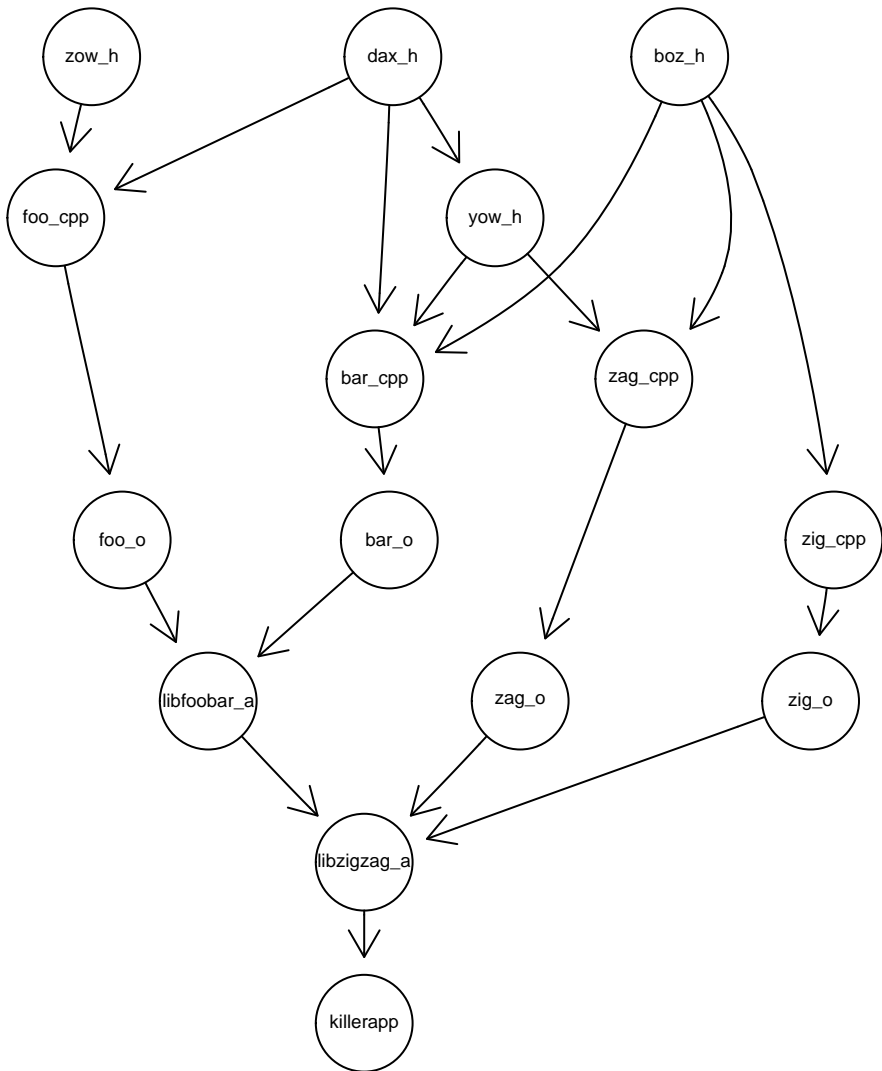 zow_h
dax_h
boz_h
foo_cpp
yow_h
bar_cpp
zag_cpp
foo_o
bar_o
zig_cpp
libfoobar_a
zag_o
zig_o
libzigzag_a
killerapp